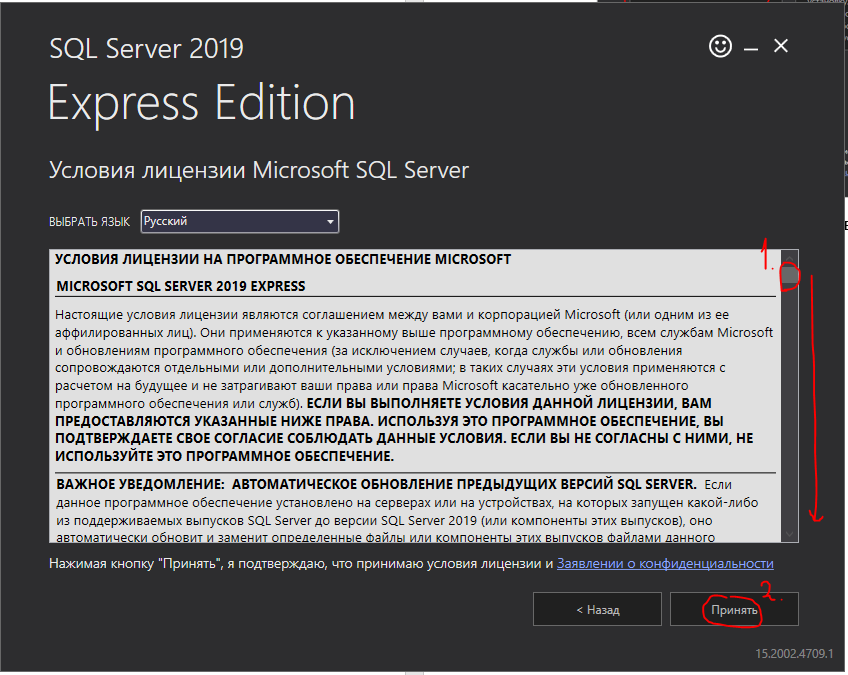 SQL Server 2019
Express Edition
Условия лицензии Microsoft SQL Server
ВЫБРАТЬ ЯЗЫК Русский
1.
УСЛОВИЯ ЛИЦЕНЗИИ НА ПРОГРАММНОЕ ОБЕСПЕЧЕНИЕ MICROSOFT
MICROSOFT SQL SERVER 2019 EXPRESS
Настоящие условия лицензии являются соглашением между вами и корпорацией Microsoft (или одним из ее
аффилированных лиц). Они применяются к указанному выше программному обеспечению, всем службам Microsoft
и обновлениям программного обеспечения (за исключением случаев, когда службы или обновления
сопровождаются отдельными или дополнительными условиями; в таких случаях эти условия применяются с
расчетом на будущее и не затрагивают ваши права или права Microsoft касательно уже обновленного
программного обеспечения или служб). ЕСЛИ ВЫ ВЫПОЛНЯЕТЕ УСЛОВИЯ ДАННОЙ ЛИЦЕНЗИИ, ВАМ
ПРЕДОСТАВЛЯЮТСЯ УКАЗАННЫЕ НИЖЕ ПРАВА. ИСПОЛЬЗУЯ ЭТО ПРОГРАММНОЕ ОБЕСПЕЧЕНИЕ, ВЫ
ПОДТВЕРЖДАЕТЕ СВОЕ СОГЛАСИЕ СОБЛЮДАТЬ ДАННЫЕ УСЛОВИЯ. ЕСЛИ ВЫ НЕ СОГЛАСНЫ С НИМИ, НЕ
ИСПОЛЬЗУЙТЕ ЭТО ПРОГРАММНОЕ ОБЕСПЕЧЕНИЕ.
ВАЖНОЕ УВЕДОМЛЕНИЕ: АВТОМАТИЧЕСКОЕ ОБНОВЛЕНИЕ ПРЕДЫДУЩИХ ВЕРСИЙ SQL SERVER. Если
данное программное обеспечение установлено на серверах или на устройствах, на которых запущен какой-либо
из поддерживаемых выпусков SQL Server до версии SQL Server 2019 (или компоненты этих выпусков), оно
автоматически обновит и заменит определенные файлы или компоненты этих выпусков файлами данного
Нажимая кнопку "Принять", я подтверждаю, что принимаю условия лицензии и Заявлении о конфиденциальности
2.
< Назад
Принять
15.2002.4709.1